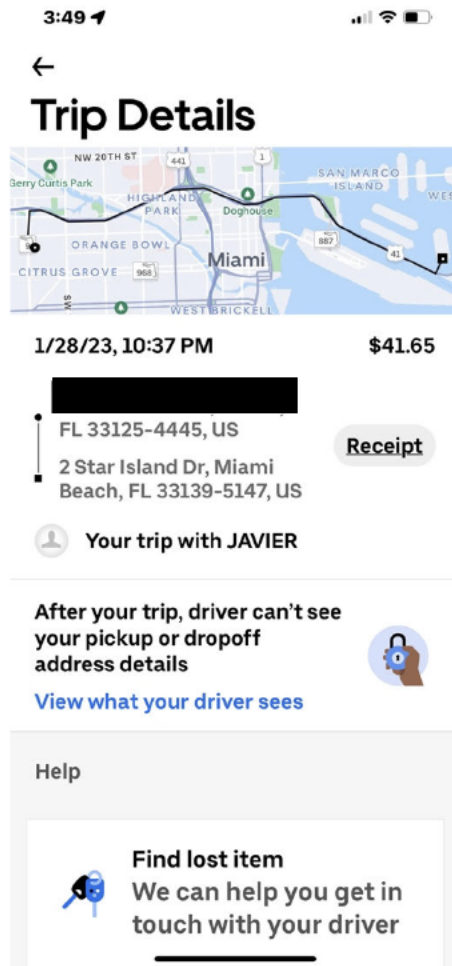 3:49
Trip Details
NW 20TH ST
441
1
Gerry Curtis Park
SAN MARCO
ISLAND
HIGHLAND
PARK
Doghouse
ORANGE BOWL
887
41
Miami
CITRUS GROVE
968
SW
WEST BRICKELL
1/28/23, 10:37 PM
$41.65
FL 33125-4445, US
Receipt
2 Star Island Dr, Miami
Beach, FL 33139-5147, US
Your trip with JAVIER
After your trip, driver can't see
your pickup or dropoff
address details
View what your driver sees
Help
Find lost item
We can help you get in
touch with your driver